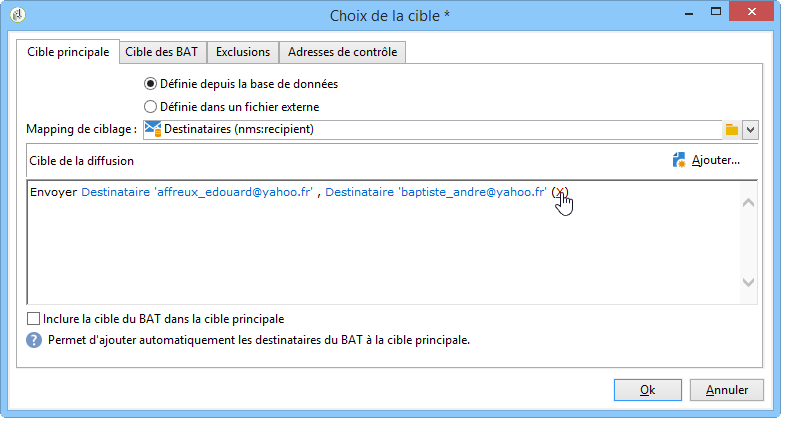 Choix de la cible *
Cible principale Cible des BAT Exclusions Adresses de contrôle
Définie depuis la base de données
Définie dans un fichier externe
Mapping de ciblage : Destinataires (nms:recipient)
Cible de la diffusion Ajouter...
Envoyer Destinataire 'affreux_edouard@yahoo.fr' , Destinataire 'baptiste_andre@yahoo.fr' (X)
Inclure la cible du BAT dans la cible principale
? Permet d'ajouter automatiquement les destinataires du BAT à la cible principale.
Ok Annuler